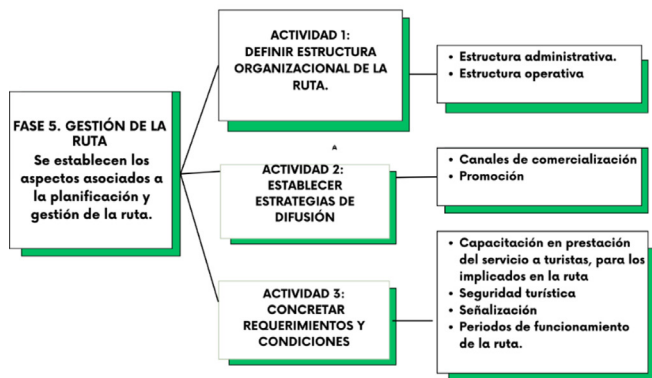 FASE 5. GESTIÓN DE LA
RUTA
Se establecen los
aspectos asociados a
la planificación y
gestión de la ruta.
ACTIVIDAD 1:
DEFINIR ESTRUCTURA
ORGANIZACIONAL DE LA
RUTA.
• Estructura administrativa.
• Estructura operativa
A
ACTIVIDAD 2:
ESTABLECER
ESTRATEGIAS DE
DIFUSIÓN
• Canales de comercialización
• Promoción
ACTIVIDAD 3:
CONCRETAR
REQUERIMIENTOS Y
CONDICIONES
• Capacitación en prestación
del servicio a turistas, para los
implicados en la ruta
• Seguridad turística
• Señalización
• Periodos de funcionamiento
de la ruta.